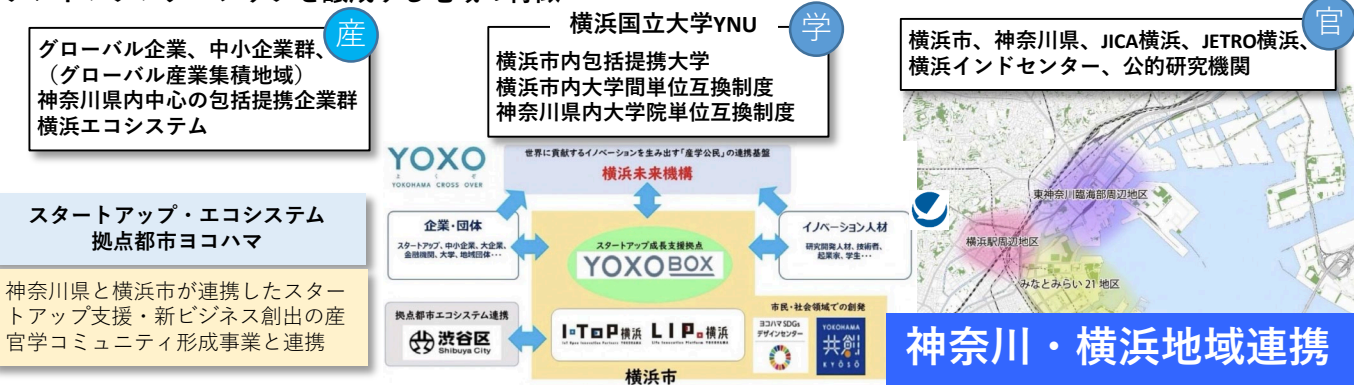 産
グローバル企業、中小企業群、
（グローバル産業集積地域）
神奈川県内中心の包括提携企業群
横浜エコシステム
学
横浜国立大学YNU
横浜市内包括提携大学
横浜市内大学間単位互換制度
神奈川県内大学院単位互換制度
官
横浜市、神奈川県、JICA横浜、JETRO横浜、
横浜インドセンター、公的研究機関
スタートアップ・エコシステム
拠点都市ヨコハマ
神奈川県と横浜市が連携したスター
トアップ支援・新ビジネス創出の産
官学コミュニティ形成事業と連携
YOXO
よくぞ
YOKOHAMA CROSS OVER
世界に貢献するイノベーションを生み出す「産学公民」の連携基盤
横浜未来機構
企業・団体
スタートアップ、中小企業、大企業、
金融機関、大学、地域団体・・・
スタートアップ成長支援拠点
YOXO BOX
イノベーション人材
研究開発人材、技術者、
起業家、学生・・・
拠点都市エコシステム連携
渋谷区
Shibuya City
I・TOP横浜
LIP.横浜
市民・社会領域での創発
ヨコハマSDGs
デザインセンター
YOKOHAMA
共創
KYŌSŌ
横浜市
東神奈川臨海部周辺地区
横浜駅周辺地区
みなとみらい21地区
神奈川・横浜地域連携